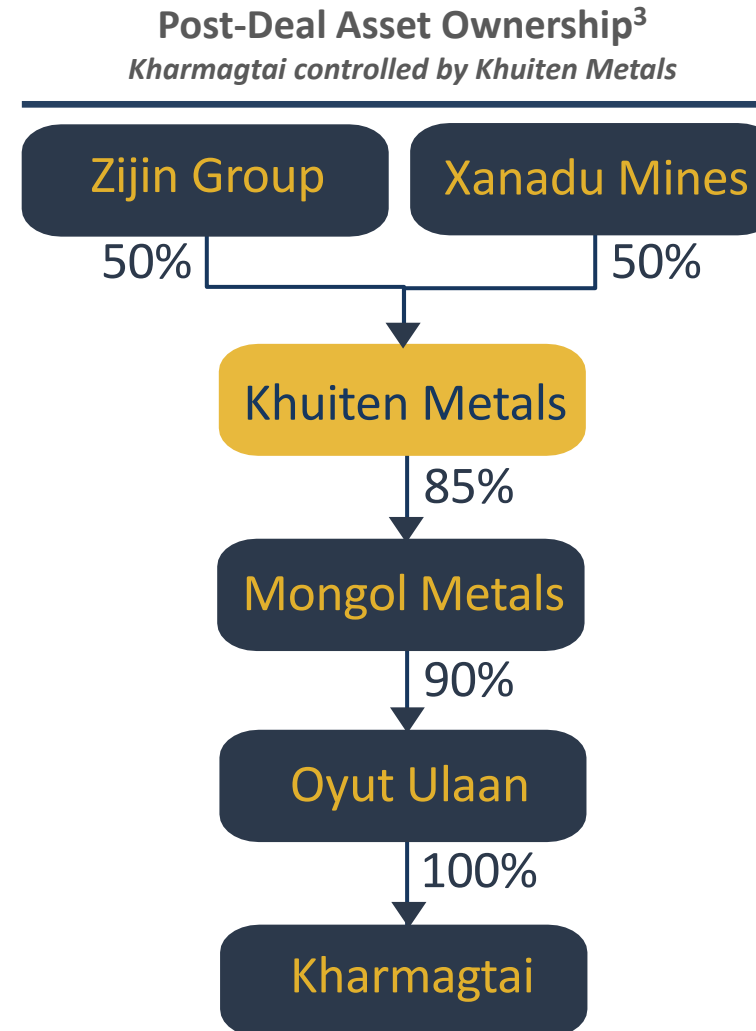 Post-Deal Asset Ownership³
Kharmagtai controlled by Khuiten Metals
Zijin Group
Xanadu Mines
50%
50%
Khuiten Metals
85%
Mongol Metals
90%
Oyut Ulaan
100%
Kharmagtai